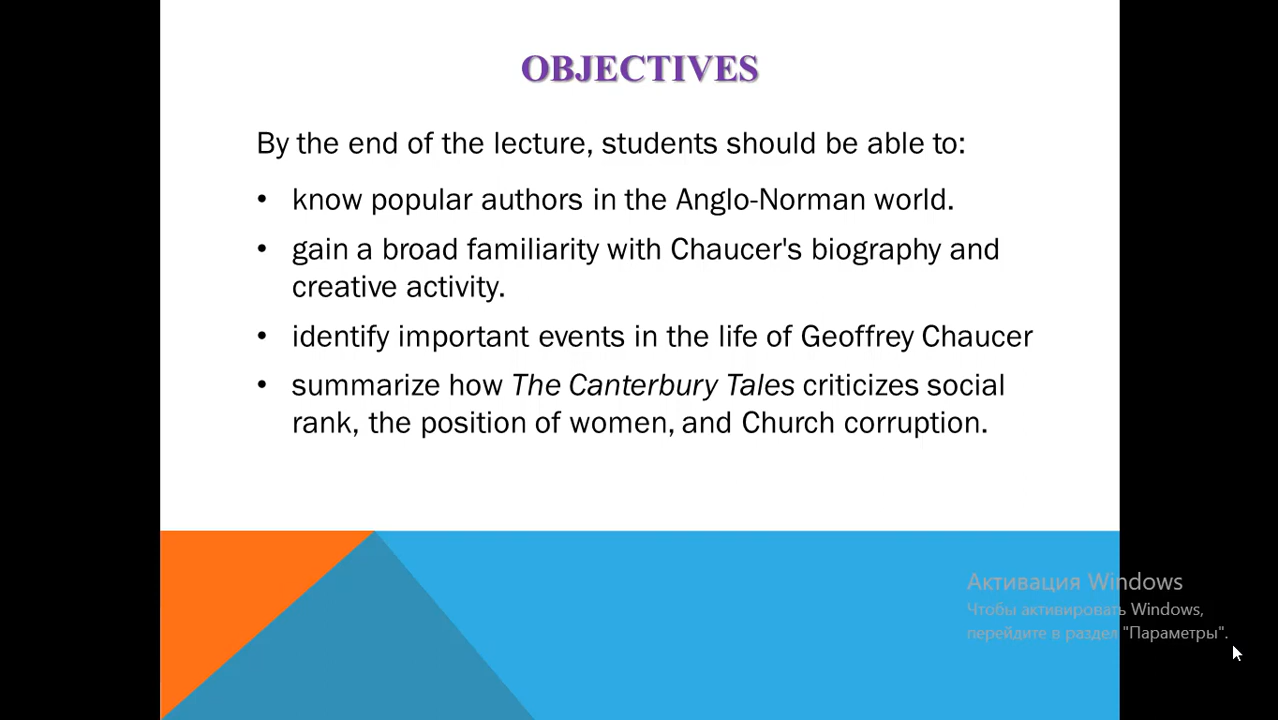 OBJECTIVES
By the end of the lecture, students should be able to:
• know popular authors in the Anglo-Norman world.
• gain a broad familiarity with Chaucer's biography and
creative activity.
• identify important events in the life of Geoffrey Chaucer
• summarize how The Canterbury Tales criticizes social
rank, the position of women, and Church corruption.
Активация Windows
Чтобы активировать Windows,
перейдите в раздел "Параметры".